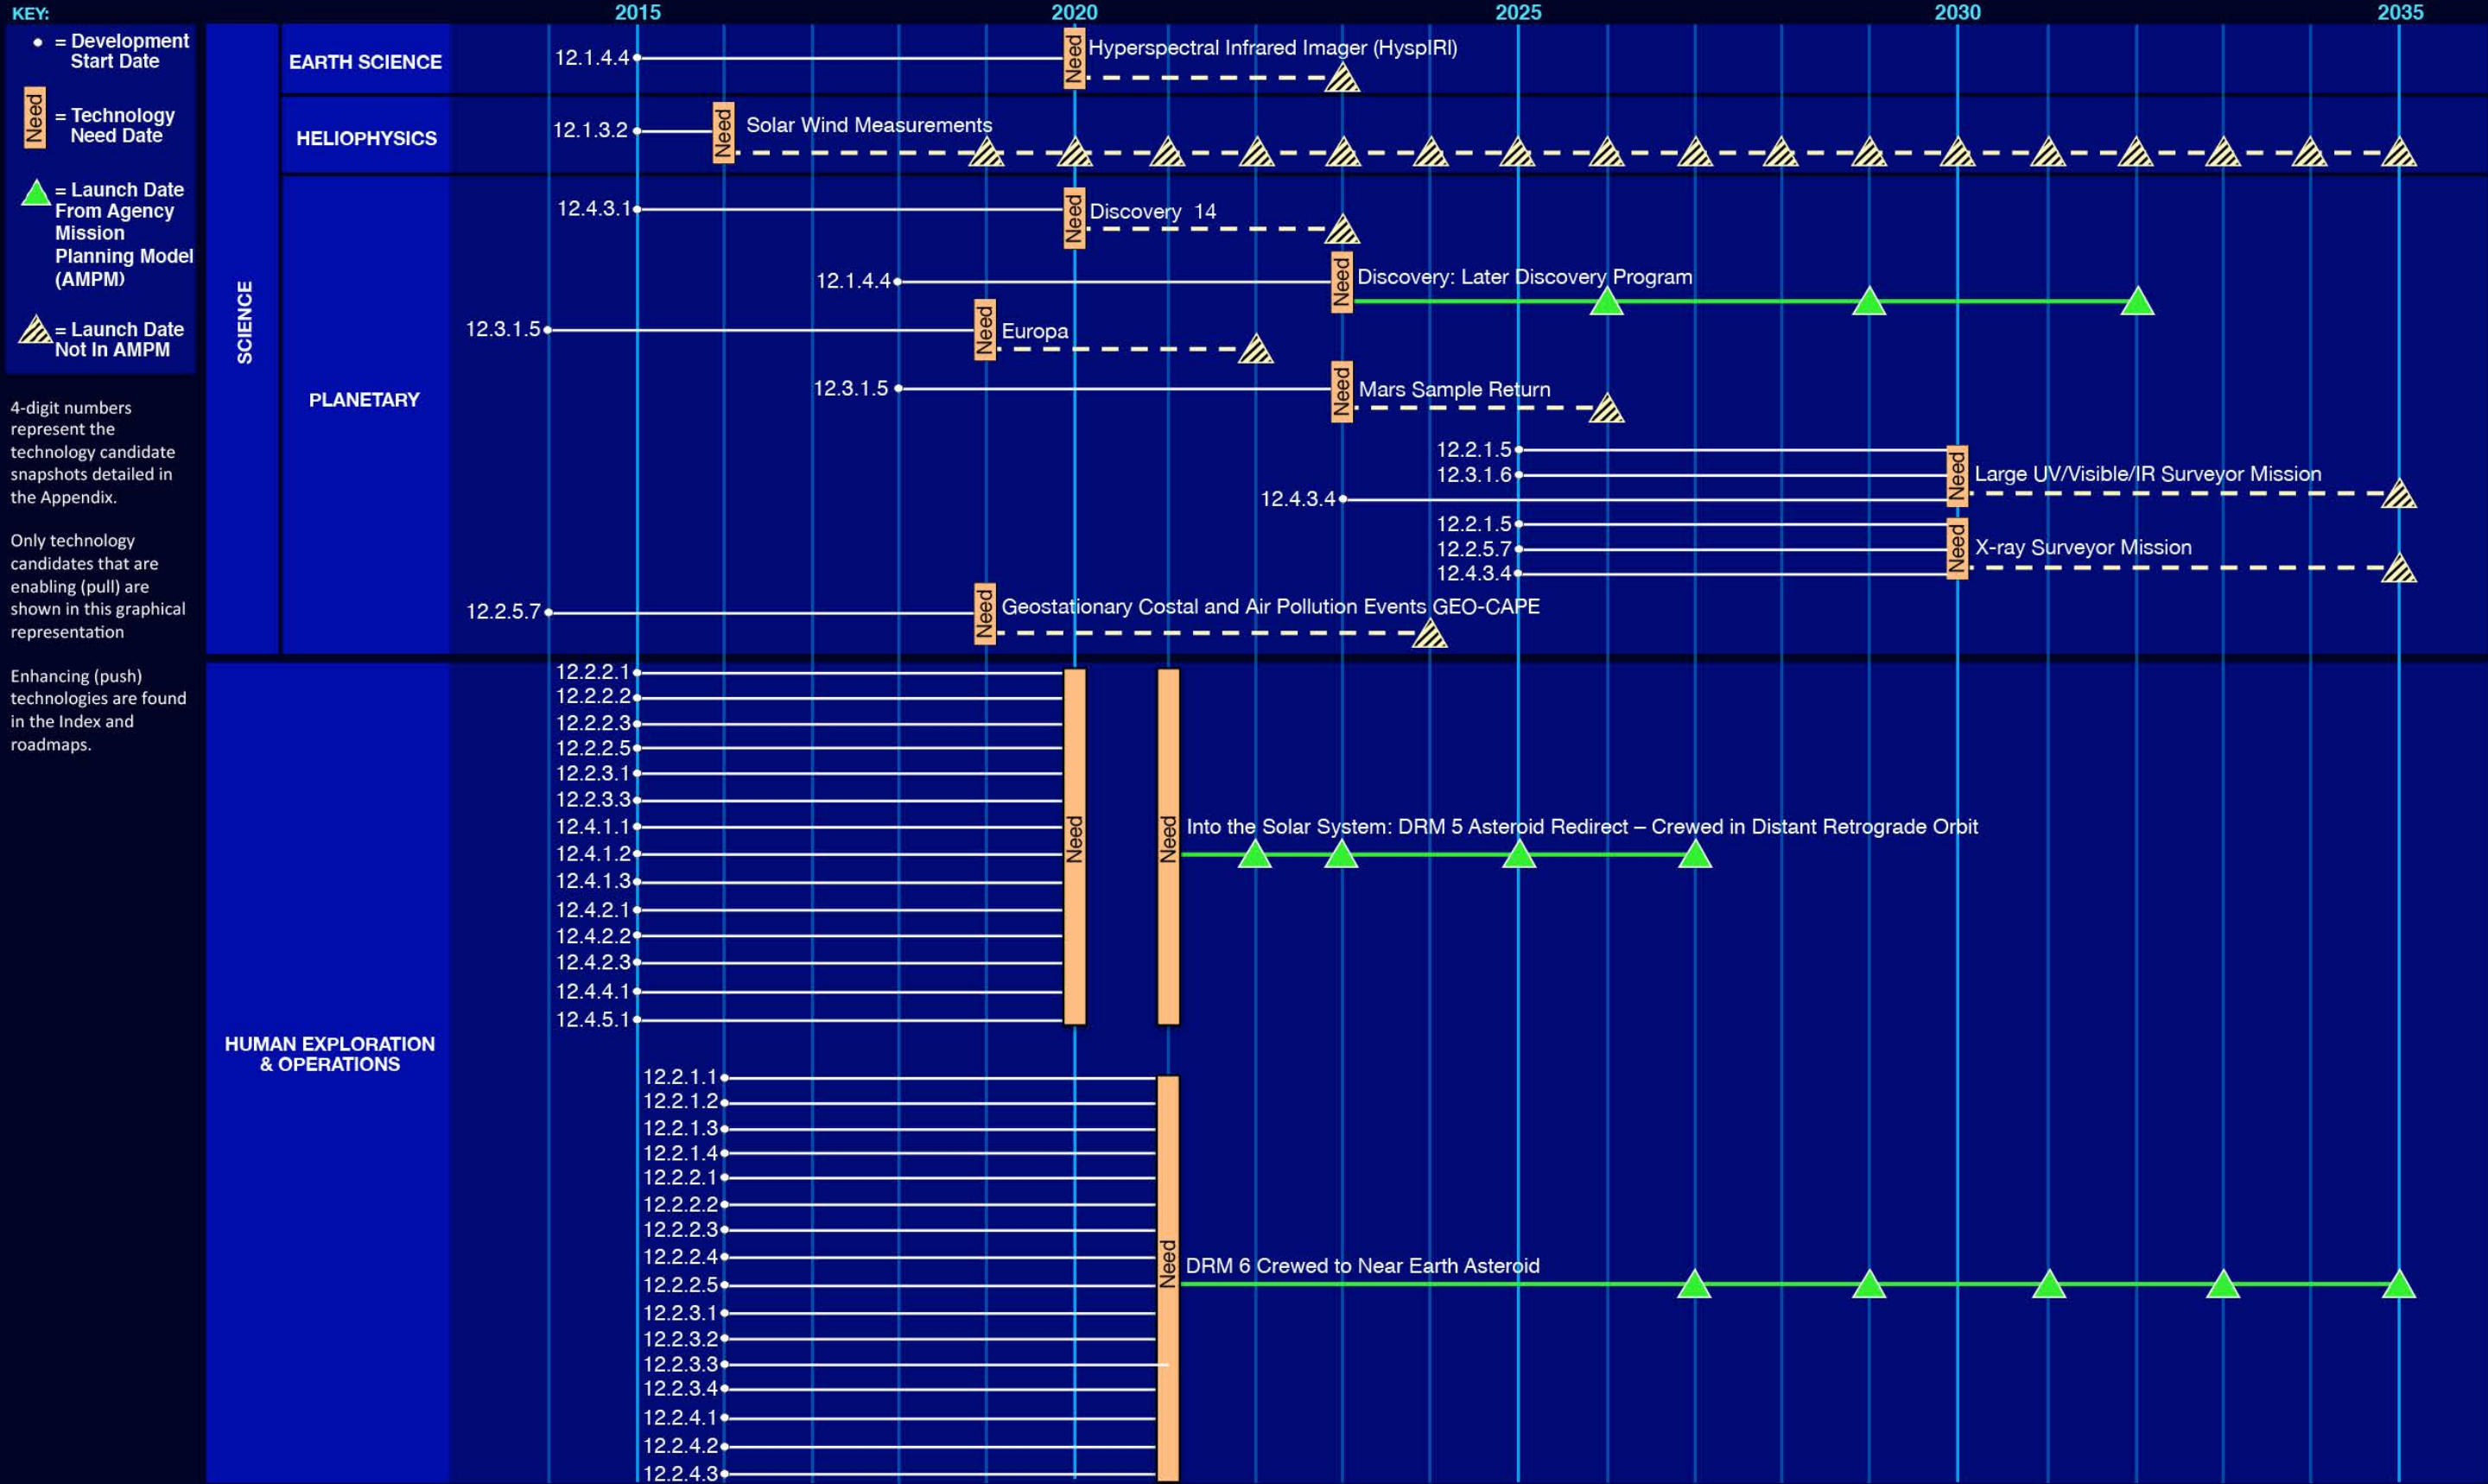 KEY:
2015
2020
2025
2030
2035
= Development
Start Date
Need
= Technology
Need Date
= Launch Date
From Agency
Mission
Planning Model
(AMPM)
= Launch Date
Not In AMPM
4-digit numbers
represent the
technology candidate
snapshots detailed in
the Appendix.
Only technology
candidates that are
enabling (pull) are
shown in this graphical
representation
Enhancing (push)
technologies are found
in the Index and
roadmaps.
SCIENCE
EARTH SCIENCE
12.1.4.4
Need
Hyperspectral Infrared Imager (HyspIRI)
HELIOPHYSICS
12.1.3.2
Need
Solar Wind Measurements
PLANETARY
12.4.3.1
Need
Discovery 14
12.1.4.4
Need
Discovery: Later Discovery Program
12.3.1.5
Need
Europa
12.3.1.5
Need
Mars Sample Return
12.2.1.5
12.3.1.6
12.4.3.4
Need
Large UV/Visible/IR Surveyor Mission
12.2.1.5
12.2.5.7
12.4.3.4
Need
X-ray Surveyor Mission
12.2.5.7
Need
Geostationary Costal and Air Pollution Events GEO-CAPE
HUMAN EXPLORATION
& OPERATIONS
12.2.2.1
12.2.2.2
12.2.2.3
12.2.2.5
12.2.3.1
12.2.3.3
12.4.1.1
12.4.1.2
12.4.1.3
12.4.2.1
12.4.2.2
12.4.2.3
12.4.4.1
12.4.5.1
Need
Need
Into the Solar System: DRM 5 Asteroid Redirect – Crewed in Distant Retrograde Orbit
12.2.1.1
12.2.1.2
12.2.1.3
12.2.1.4
12.2.2.1
12.2.2.2
12.2.2.3
12.2.2.4
12.2.2.5
12.2.3.1
12.2.3.2
12.2.3.3
12.2.3.4
12.2.4.1
12.2.4.2
12.2.4.3
Need
DRM 6 Crewed to Near Earth Asteroid